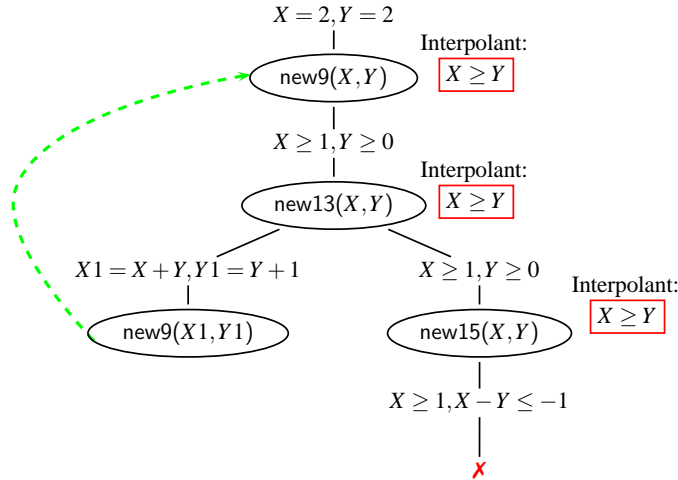 X = 2, Y = 2
Interpolant:
new9(X, Y)
X ≥ Y
X ≥ 1, Y ≥ 0
Interpolant:
new13(X, Y)
X ≥ Y
X1 = X + Y, Y1 = Y + 1
X ≥ 1, Y ≥ 0
Interpolant:
new9(X1, Y1)
new15(X, Y)
X ≥ Y
X ≥ 1, X − Y ≤ −1
✗